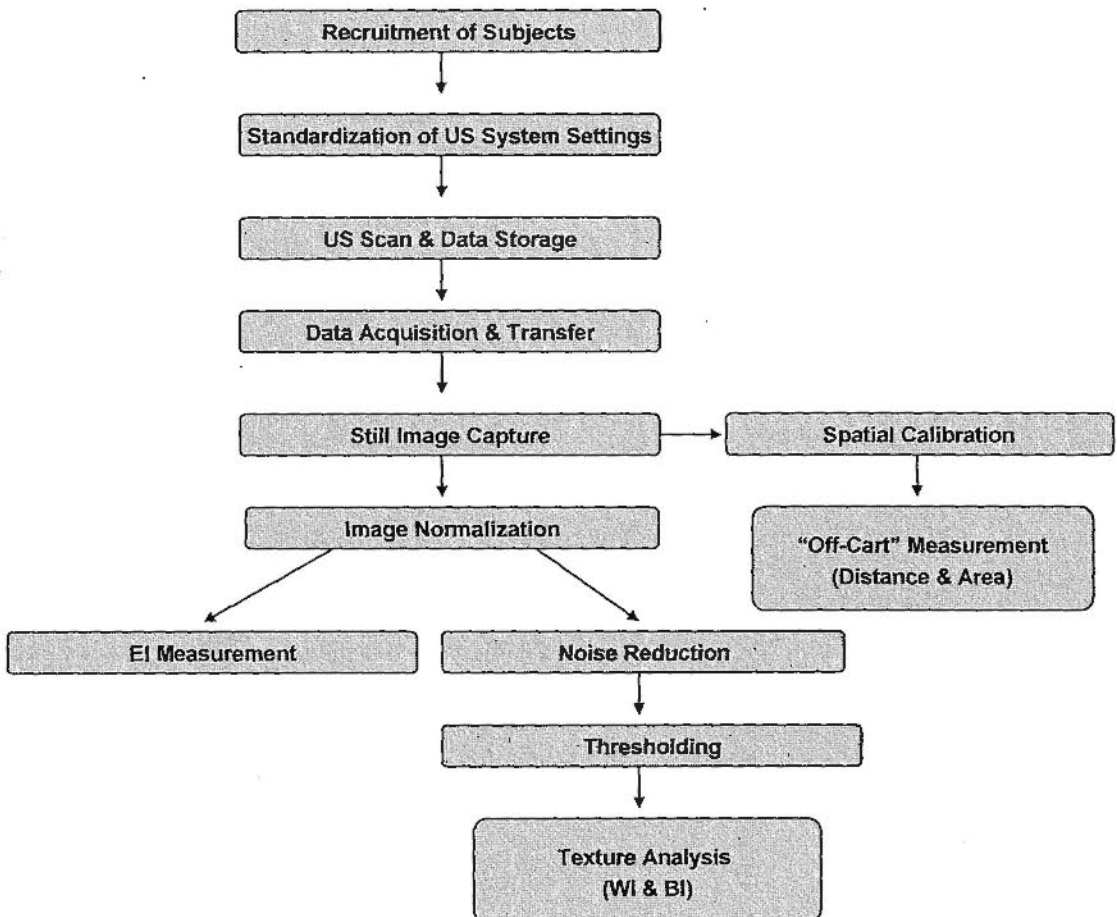 Recruitment of Subjects
Standardization of US System Settings
US Scan & Data Storage
Data Acquisition & Transfer
Still Image Capture
Spatial Calibration
Image Normalization
“Off-Cart” Measurement
(Distance & Area)
EI Measurement
Noise Reduction
Thresholding
Texture Analysis
(WI & BI)